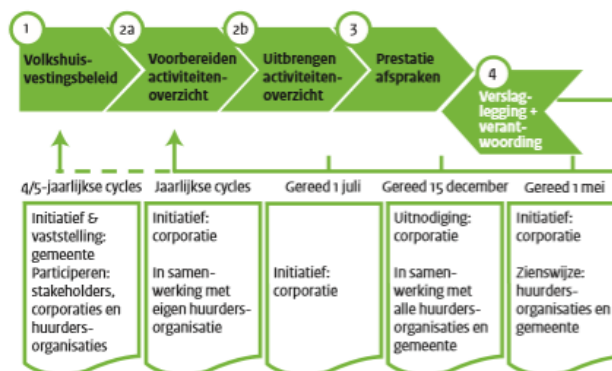 1
Volkshuis-
vestingsbeleid
2a
Voorbereiden
activiteiten-
overzicht
2b
Uitbrengen
activiteiten-
overzicht
3
Prestatie
afspraken
4
Verslag-
legging +
verant-
woording
4/5-jaarlijkse cycles
Jaarlijkse cycles
Gereed 1 juli
Gereed 15 december
Gereed 1 mei
Initiatief &
vaststelling:
gemeente
Participeren:
stakeholders,
corporaties en
huurders-
organisaties
Initiatief:
corporatie
In samen-
werking met
eigen huurders-
organisatie
Initiatief:
corporatie
Uitnodiging:
corporatie
In samen-
werking met
alle huurders-
organisaties en
gemeente
Initiatief:
corporatie
Zienswijze:
huurders-
organisaties en
gemeente